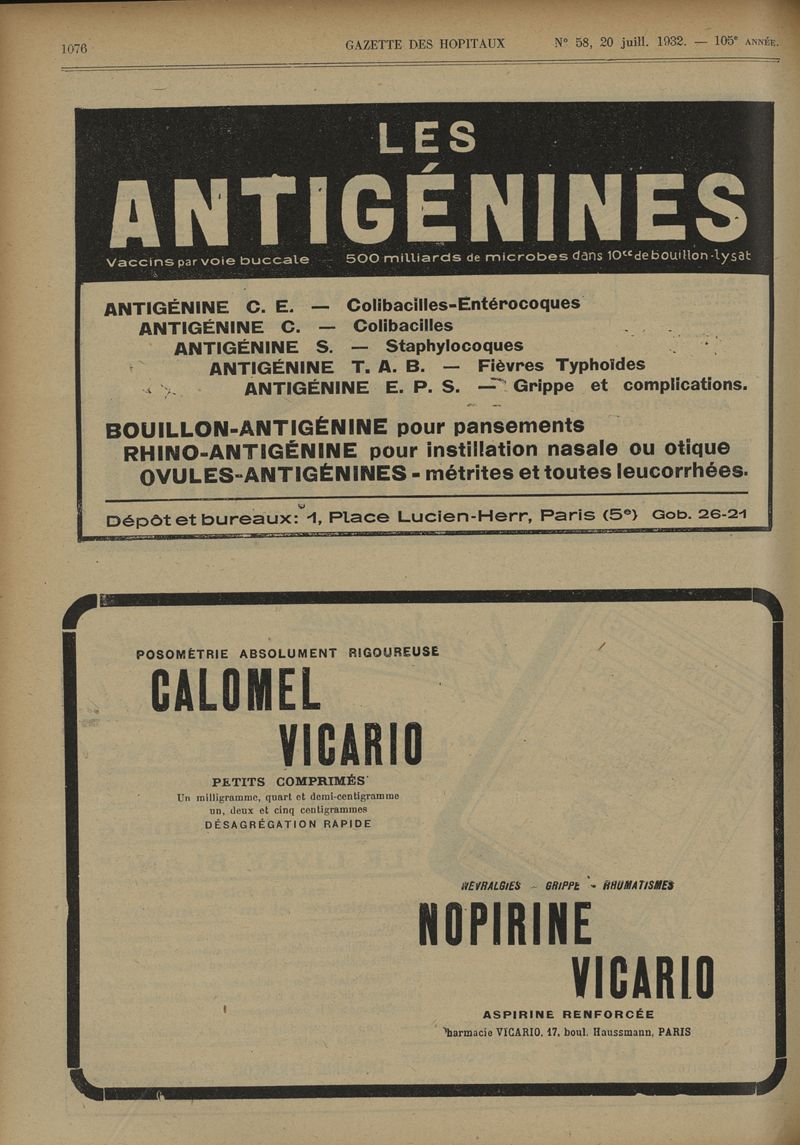 1076
GAZETTE DES HOPITAUX
N° 58, 20 juill. 1932. — 105e ANNÉE.
LES
ANTIGÉNINES
Vaccins par voie buccale — 500 milliards de microbes dans 10cc de bouillon-lysat
ANTIGÉNINE C. E. — Colibacilles-Entérocoques
ANTIGÉNINE C. — Colibacilles
ANTIGÉNINE S. — Staphylocoques
ANTIGÉNINE T. A. B. — Fièvres Typhoïdes
ANTIGÉNINE E. P. S. — Grippe et complications.
BOUILLON-ANTIGÉNINE pour pansements
RHINO-ANTIGÉNINE pour instillation nasale ou otique
OVULES-ANTIGÉNINES - métrites et toutes leucorrhées.
Dépôt et bureaux: 1, Place Lucien-Herr, Paris (5e) Gob. 26-21
POSOMÉTRIE ABSOLUMENT RIGOUREUSE
CALOMEL
VICARIO
PETITS COMPRIMÉS
Un milligramme, quart et demi-centigramme
un, deux et cinq centigrammes
DÉSAGRÉGATION RAPIDE
NÉVRALGIES - GRIPPE - RHUMATISMES
NOPIRINE
VICARIO
ASPIRINE RENFORCÉE
Pharmacie VICARIO, 17, boul. Haussmann, PARIS